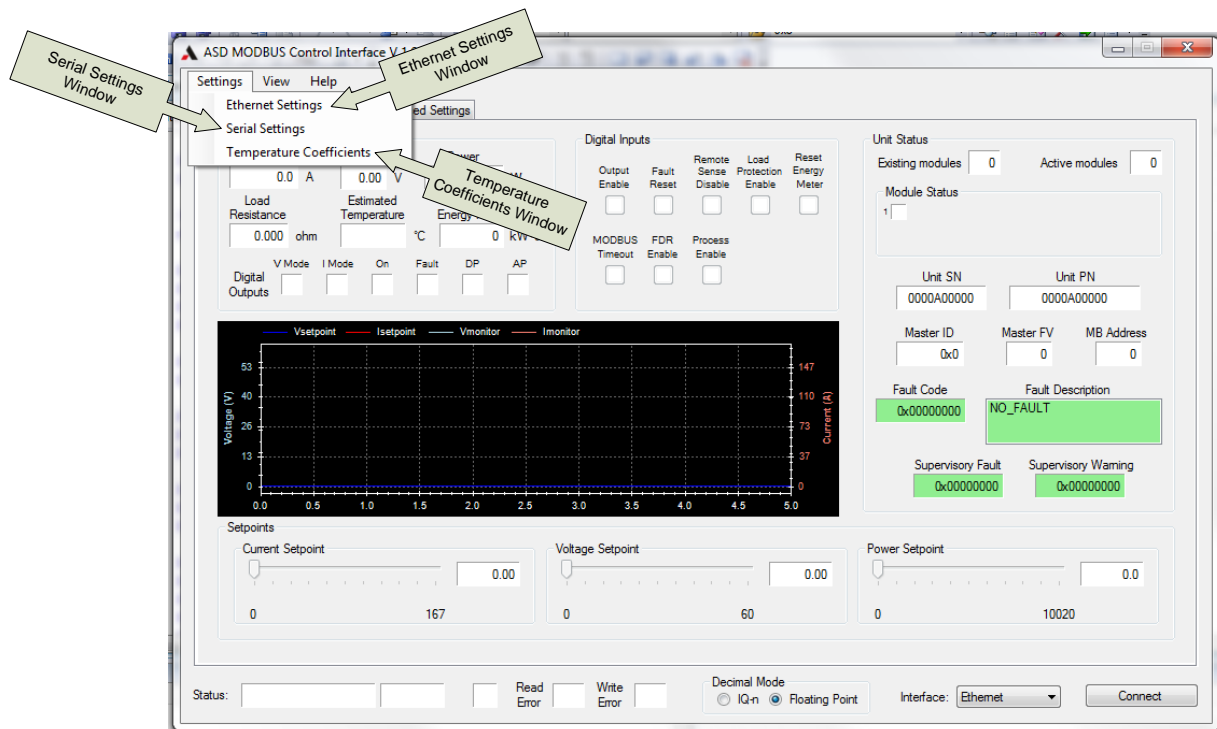 ASD MODBUS Control Interface V
Ethernet Settings
Window
Serial Settings
Window
Settings View Help
Ethernet Settings
Serial Settings
Temperature Coefficients
ed Settings
Temperature
Coefficients Window
0.0 A 0.00 V
Load
Resistance
Estimated
Temperature
0.000 ohm °C 0
Digital
Outputs
V Mode I Mode On Fault DP AP
Digital Inputs
Output
Enable
Fault
Reset
Remote
Sense
Disable
Load
Protection
Enable
Reset
Energy
Meter
MODBUS
Timeout
FDR
Enable
Process
Enable
Unit Status
Existing modules 0 Active modules 0
Module Status
1
Unit SN Unit PN
0000A00000 0000A00000
Master ID Master FV MB Address
0x0 0 0
Fault Code Fault Description
0x00000000 NO_FAULT
Supervisory Fault Supervisory Warning
0x00000000 0x00000000
Vsetpoint Isetpoint Vmonitor Imonitor
Voltage (V)
53
40
26
13
0
147
110
73
37
0
Current (A)
0.0 0.5 1.0 1.5 2.0 2.5 3.0 3.5 4.0 4.5 5.0
Setpoints
Current Setpoint
0.00
0 167
Voltage Setpoint
0.00
0 60
Power Setpoint
0.0
0 10020
Status:
Read
Error
Write
Error
Decimal Mode
IQ-n Floating Point
Interface: Ethernet
Connect